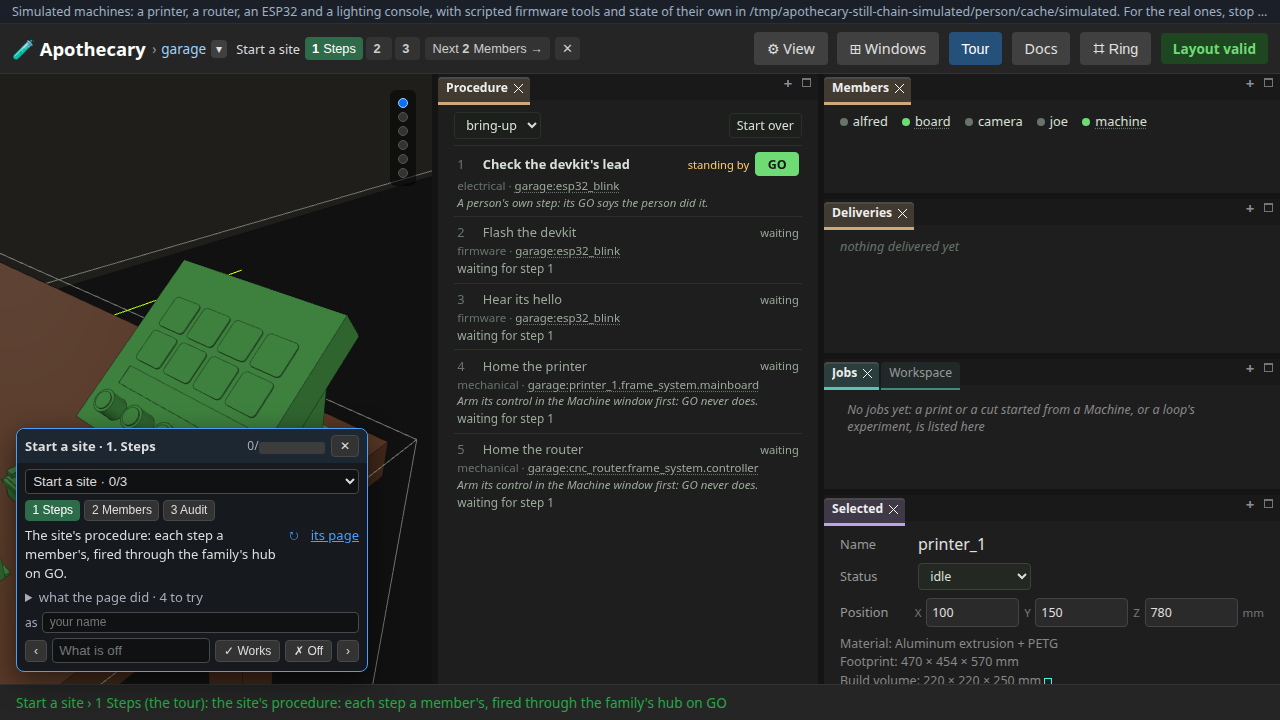 Simulated machines: a printer, a router, an ESP32 and a lighting console, with scripted firmware tools and state of their own in /tmp/apothecary-still-chain-simulated/person/cache/simulated. For the real ones, stop ...
Apothecary › garage ▾ Start a site 1 Steps 2 3 Next 2 Members → ✕ ⚙ View ⊞ Windows Tour Docs ⌗ Ring Layout valid
Procedure
bring-up Start over
1 Check the devkit's lead standing by GO
electrical · garage:esp32_blink
A person's own step: its GO says the person did it.
2 Flash the devkit waiting
firmware · garage:esp32_blink
waiting for step 1
3 Hear its hello waiting
firmware · garage:esp32_blink
waiting for step 1
4 Home the printer waiting
mechanical · garage:printer_1.frame_system.mainboard
Arm its control in the Machine window first: GO never does.
waiting for step 1
5 Home the router waiting
mechanical · garage:cnc_router.frame_system.controller
Arm its control in the Machine window first: GO never does.
waiting for step 1
Members
alfred board camera joe machine
Deliveries
nothing delivered yet
Jobs Workspace
No jobs yet: a print or a cut started from a Machine, or a loop's
experiment, is listed here
Selected
Name printer_1
Status idle
Position X 100 Y 150 Z 780 mm
Material: Aluminum extrusion + PETG
Footprint: 470 × 454 × 570 mm
Build volume: 220 × 220 × 250 mm
Start a site · 1. Steps 0/ ✕
Start a site · 0/3
1 Steps 2 Members 3 Audit
The site's procedure: each step a ↻ its page
member's, fired through the family's hub
on GO.
▶ what the page did · 4 to try
as your name
‹ What is off ✓ Works ✗ Off ›
Start a site › 1 Steps (the tour): the site's procedure: each step a member's, fired through the family's hub on GO